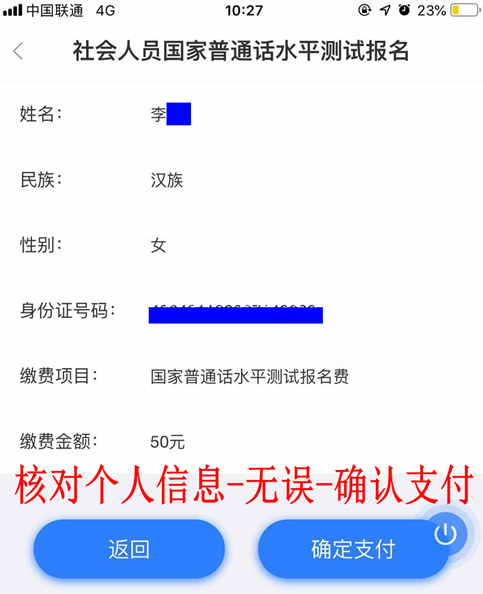 中国联通 4G 10:27 23%
社会人员国家普通话水平测试报名
姓名： 李
民族： 汉族
性别： 女
身份证号码：
缴费项目： 国家普通话水平测试报名费
缴费金额： 50元
核对个人信息-无误-确认支付
返回 确定支付